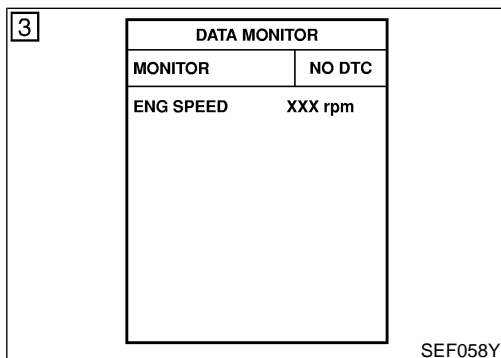 3
DATA MONITOR
MONITOR NO DTC
ENG SPEED XXX rpm
SEF058Y